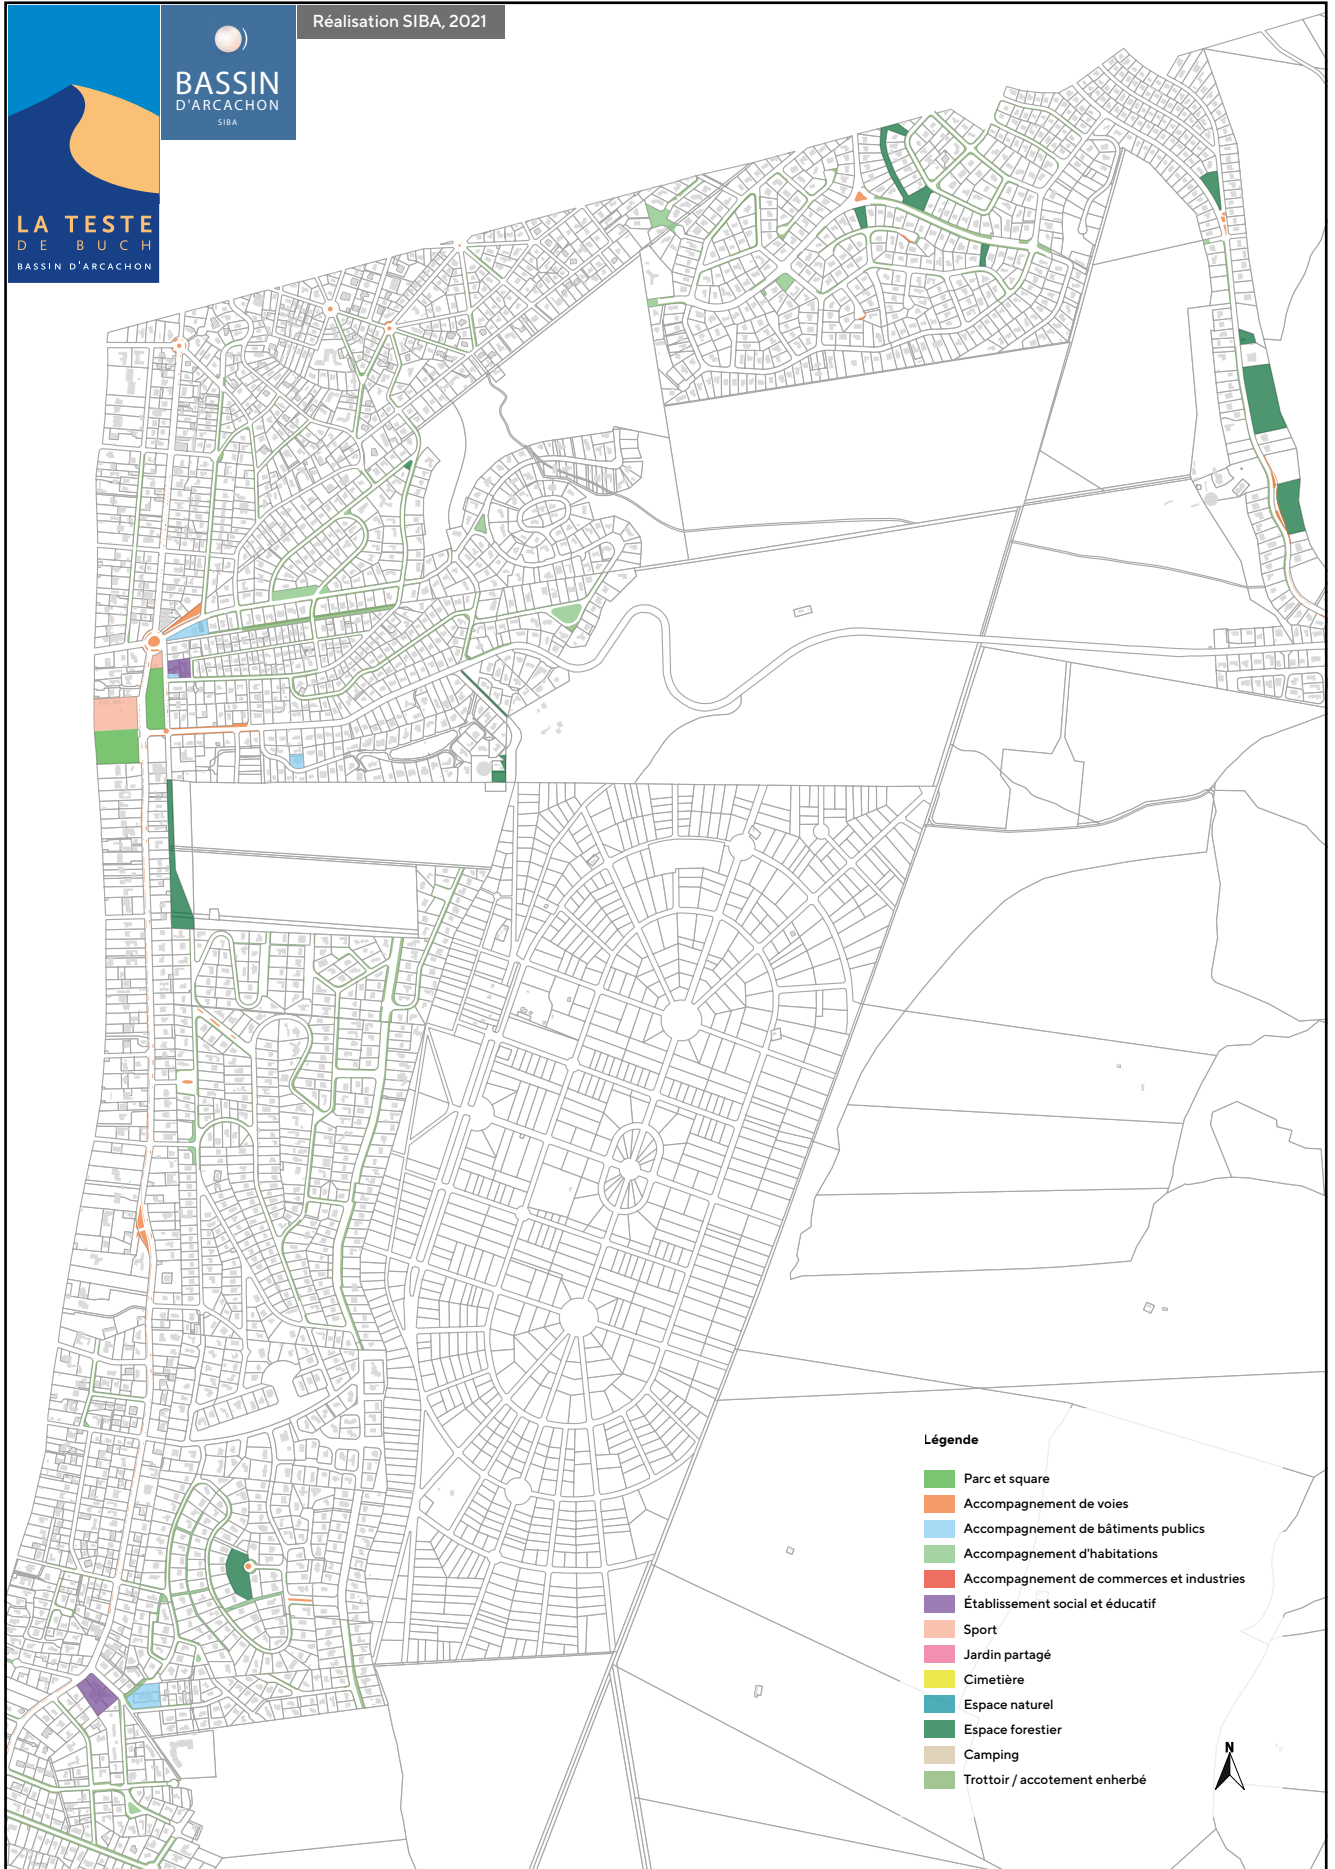 Réalisation SIBA, 2021
BASSIN
D'ARCACHON
SIBA
LA TESTE
DE BUCH
BASSIN D'ARCACHON
Légende
Parc et square
Accompagnement de voies
Accompagnement de bâtiments publics
Accompagnement d'habitations
Accompagnement de commerces et industries
Établissement social et éducatif
Sport
Jardin partagé
Cimetière
Espace naturel
Espace forestier
Camping
Trottoir / accotement enherbé
N